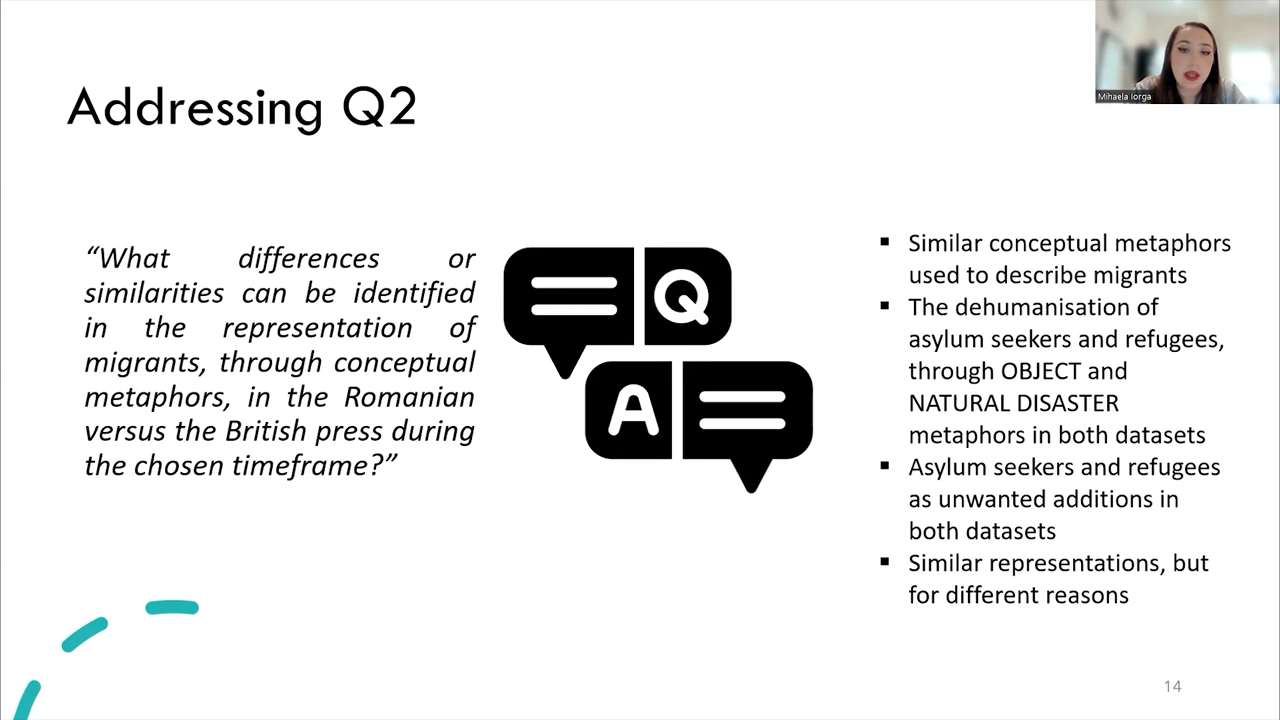 Mihaela Iorga
Addressing Q2
“What differences or
similarities can be identified
in the representation of
migrants, through conceptual
metaphors, in the Romanian
versus the British press during
the chosen timeframe?”
Q
A
▪ Similar conceptual metaphors
used to describe migrants
▪ The dehumanisation of
asylum seekers and refugees,
through OBJECT and
NATURAL DISASTER
metaphors in both datasets
▪ Asylum seekers and refugees
as unwanted additions in
both datasets
▪ Similar representations, but
for different reasons
14